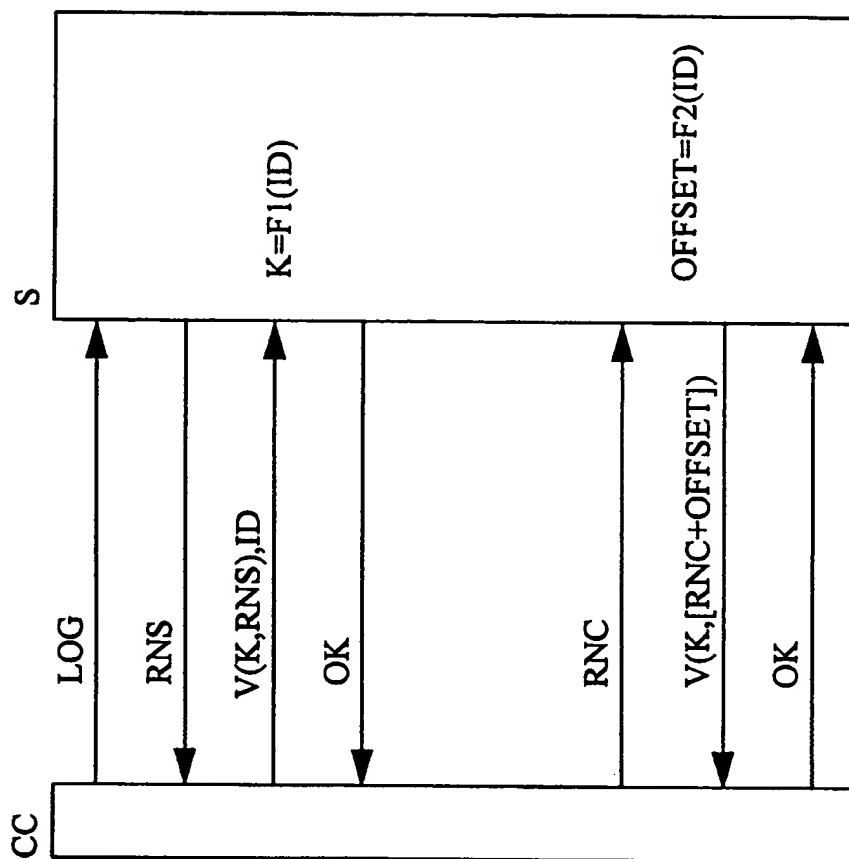 CC
S
LOG
RNS
V(K,RNS),ID
K=F1(ID)
OK
RNC
V(K,[RNC+OFFSET])
OFFSET=F2(ID)
OK